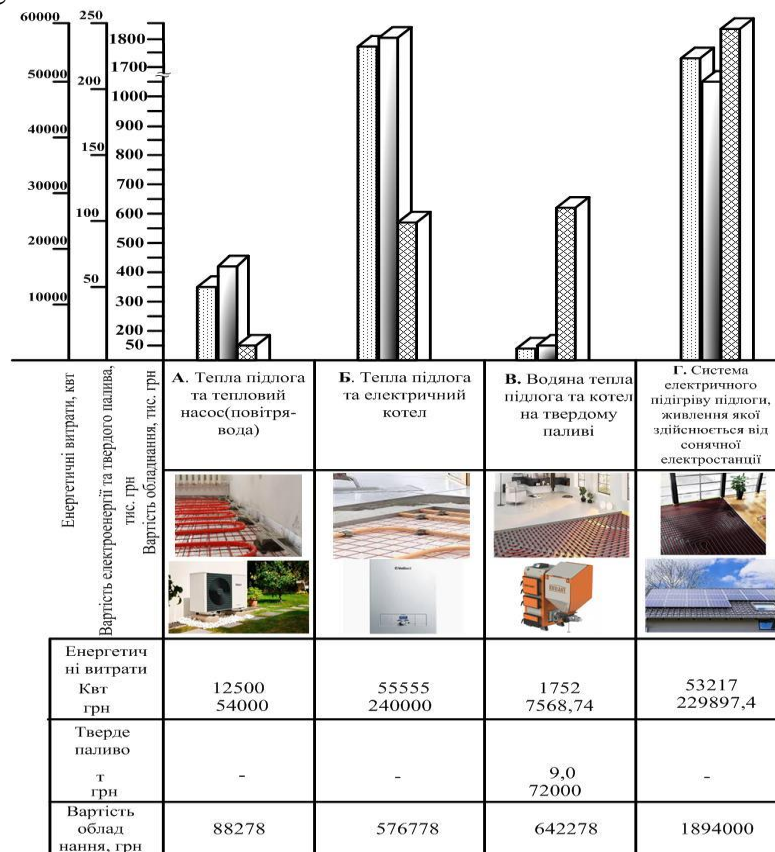 60000
50000
40000
30000
20000
10000
250
200
150
100
50
1800
1700
1000
900
800
700
600
500
400
300
200
50
Енергетичні витрати, квт
Вартість електроенергії та твердого палива,
тис. грн
Вартість обладнання, тис. грн
А. Тепла підлога
та тепловий
насос(повітря-
вода)
Б. Тепла підлога
та електричний
котел
В. Водяна тепла
підлога та котел
на твердому
паливі
Г. Система
електричного
підігріву підлоги,
живлення якої
здійснюється від
сонячної
електростанції
Енергетич
ні витрати
Квт 12500 55555 1752 53217
грн 54000 240000 7568,74 229897,4
Тверде
паливо
т - - 9,0 -
грн 72000
Вартість
облад
нання, грн 88278 576778 642278 1894000